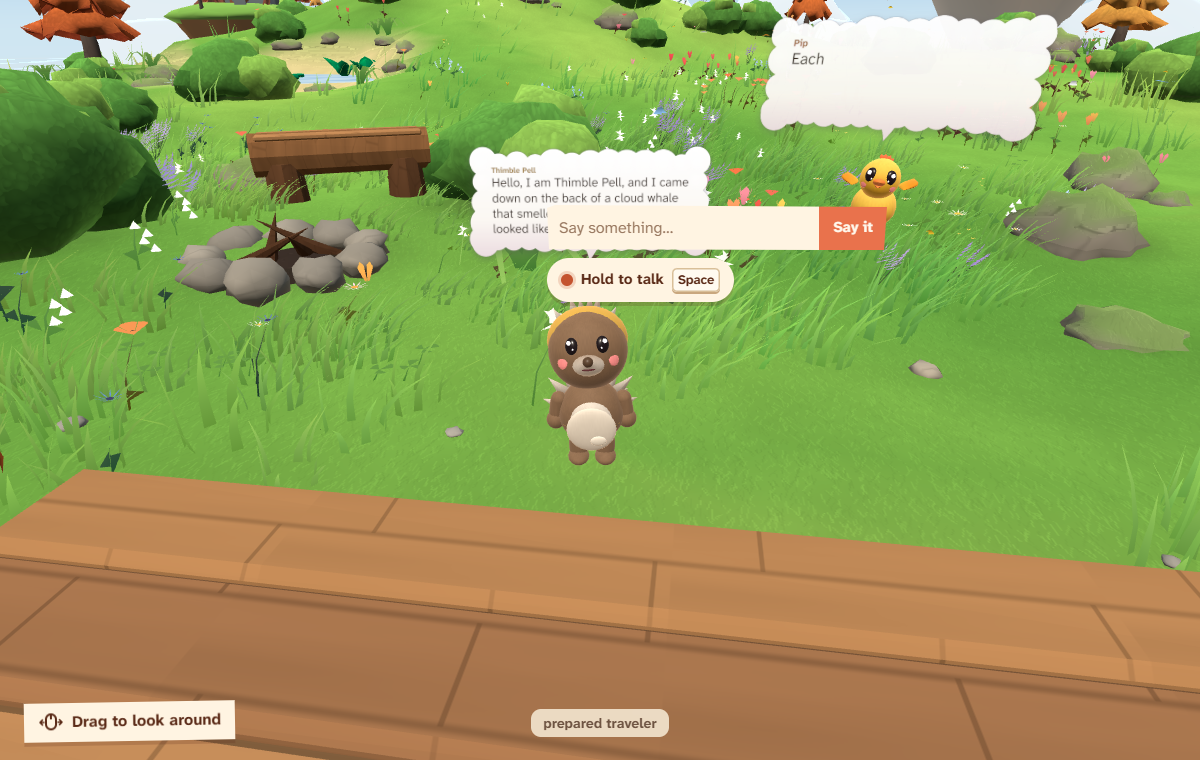 Pip
Each
Thimble Pell
Hello, I am Thimble Pell, and I came
down on the back of a cloud whale
that
looked like
Say something...
Say it
Hold to talk
Space
Drag to look around
prepared traveler